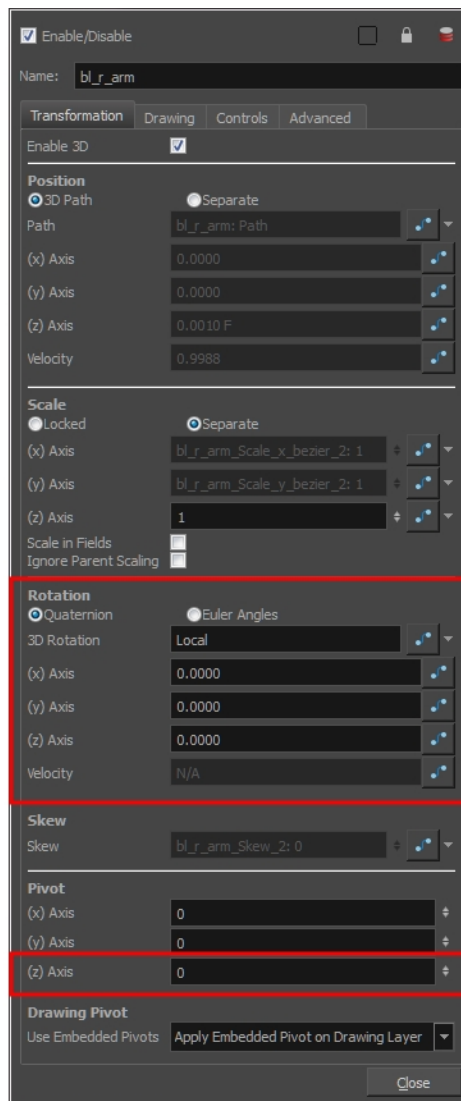 Enable/Disable
Name: bl_r_arm
Transformation Drawing Controls Advanced
Enable 3D
Position
3D Path Separate
Path bl_r_arm: Path
(x) Axis 0.0000
(y) Axis 0.0000
(z) Axis 0.0010 F
Velocity 0.9988
Scale
Locked Separate
(x) Axis bl_r_arm_Scale_x_bezier_2: 1
(y) Axis bl_r_arm_Scale_y_bezier_2: 1
(z) Axis 1
Scale in Fields
Ignore Parent Scaling
Rotation
Quaternion Euler Angles
3D Rotation Local
(x) Axis 0.0000
(y) Axis 0.0000
(z) Axis 0.0000
Velocity N/A
Skew
Skew bl_r_arm_Skew_2: 0
Pivot
(x) Axis 0
(y) Axis 0
(z) Axis 0
Drawing Pivot
Use Embedded Pivots Apply Embedded Pivot on Drawing Layer
Close